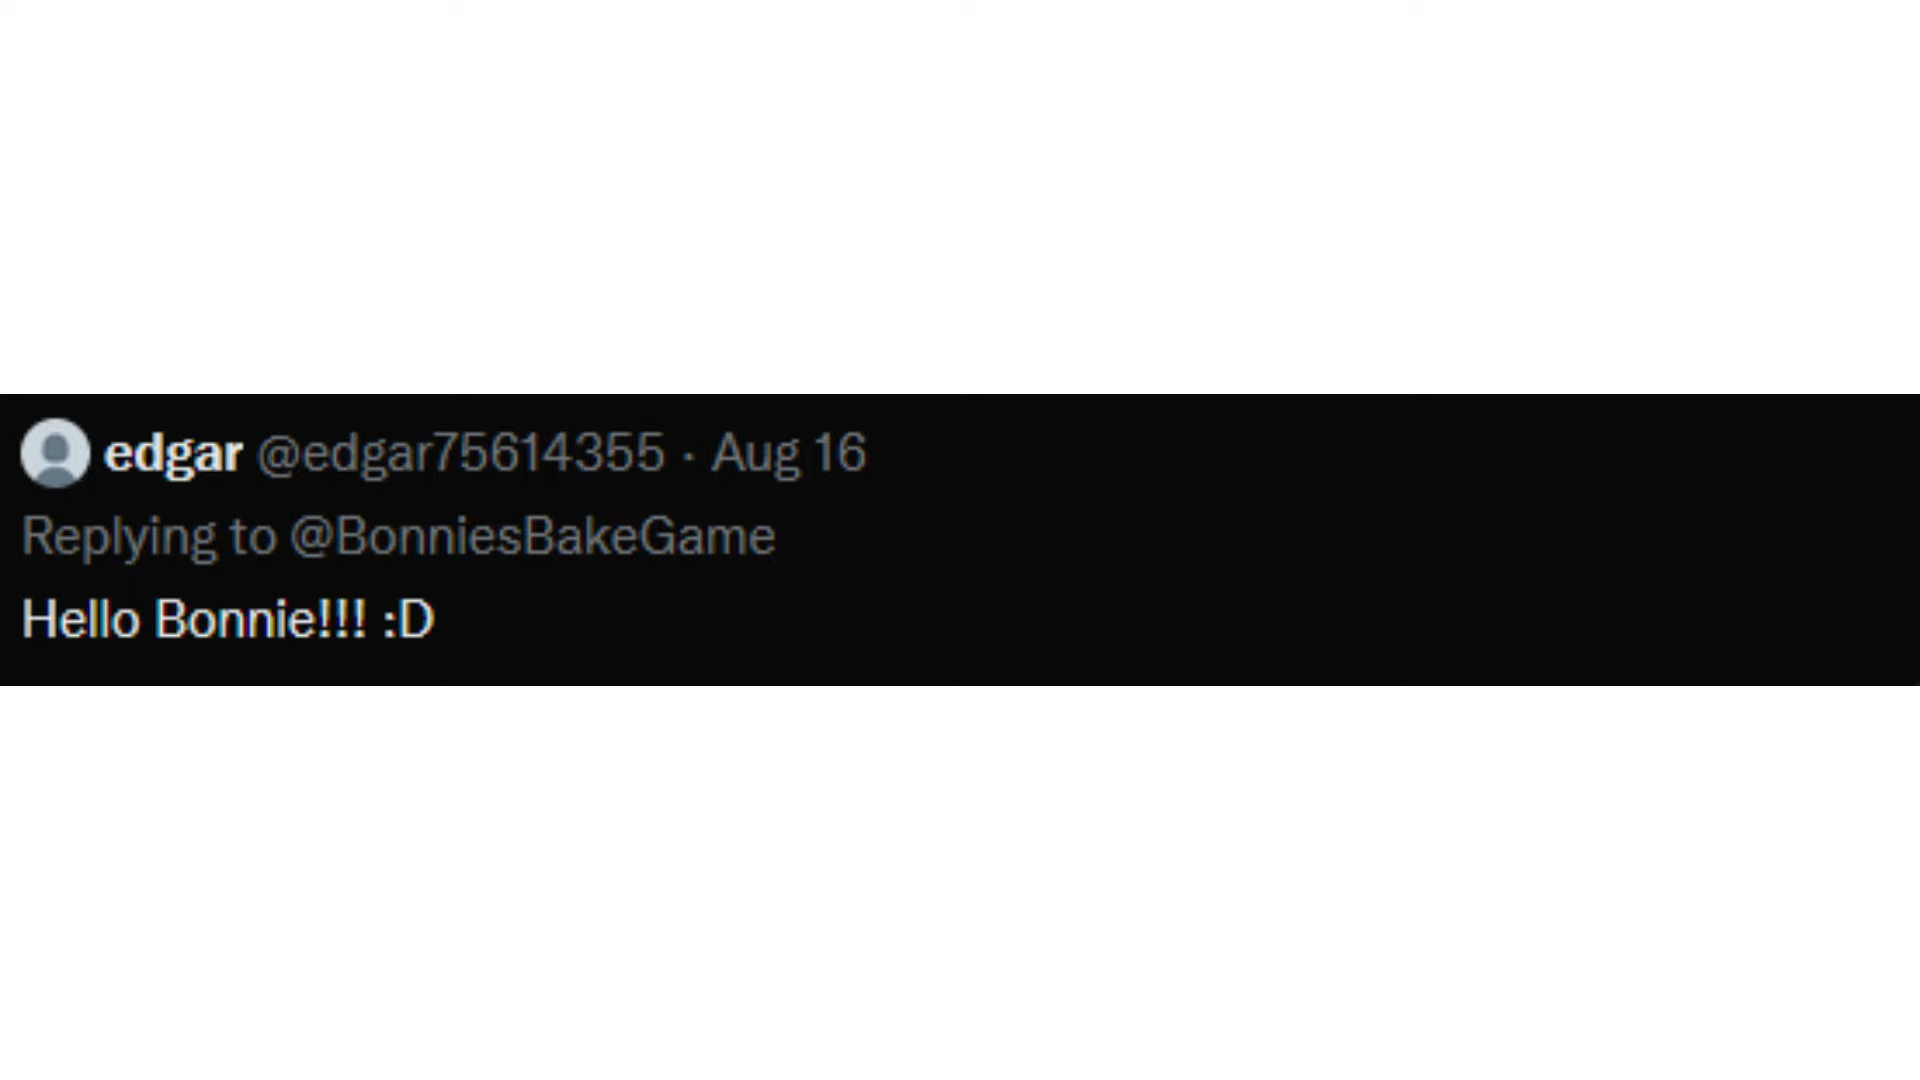 edgar @edgar75614355 · Aug 16
Replying to @BonniesBakeGame
Hello Bonnie!!! :D